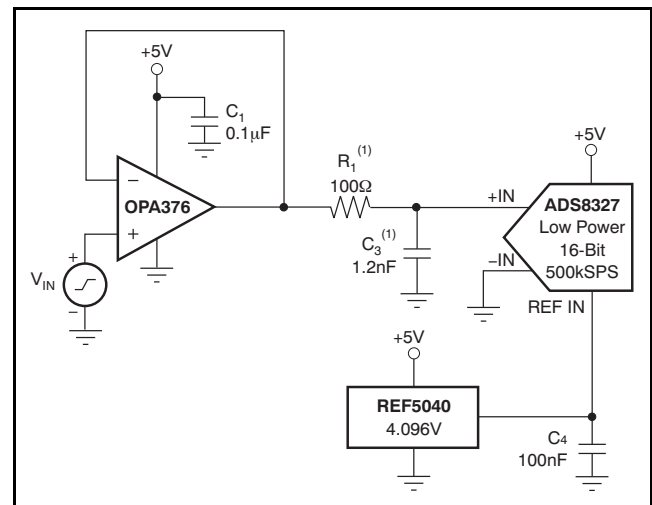 +5V
C1
0.1μF
−
OPA376
+
+
VIN
−
R1(1)
100Ω
C3(1)
1.2nF
+5V
+IN
ADS8327
Low Power
16-Bit
500kSPS
−IN
REF IN
+5V
REF5040
4.096V
C4
100nF